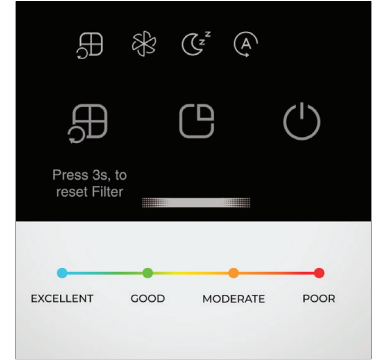 z z
A
Press 3s, to
reset Filter
EXCELLENT GOOD MODERATE POOR